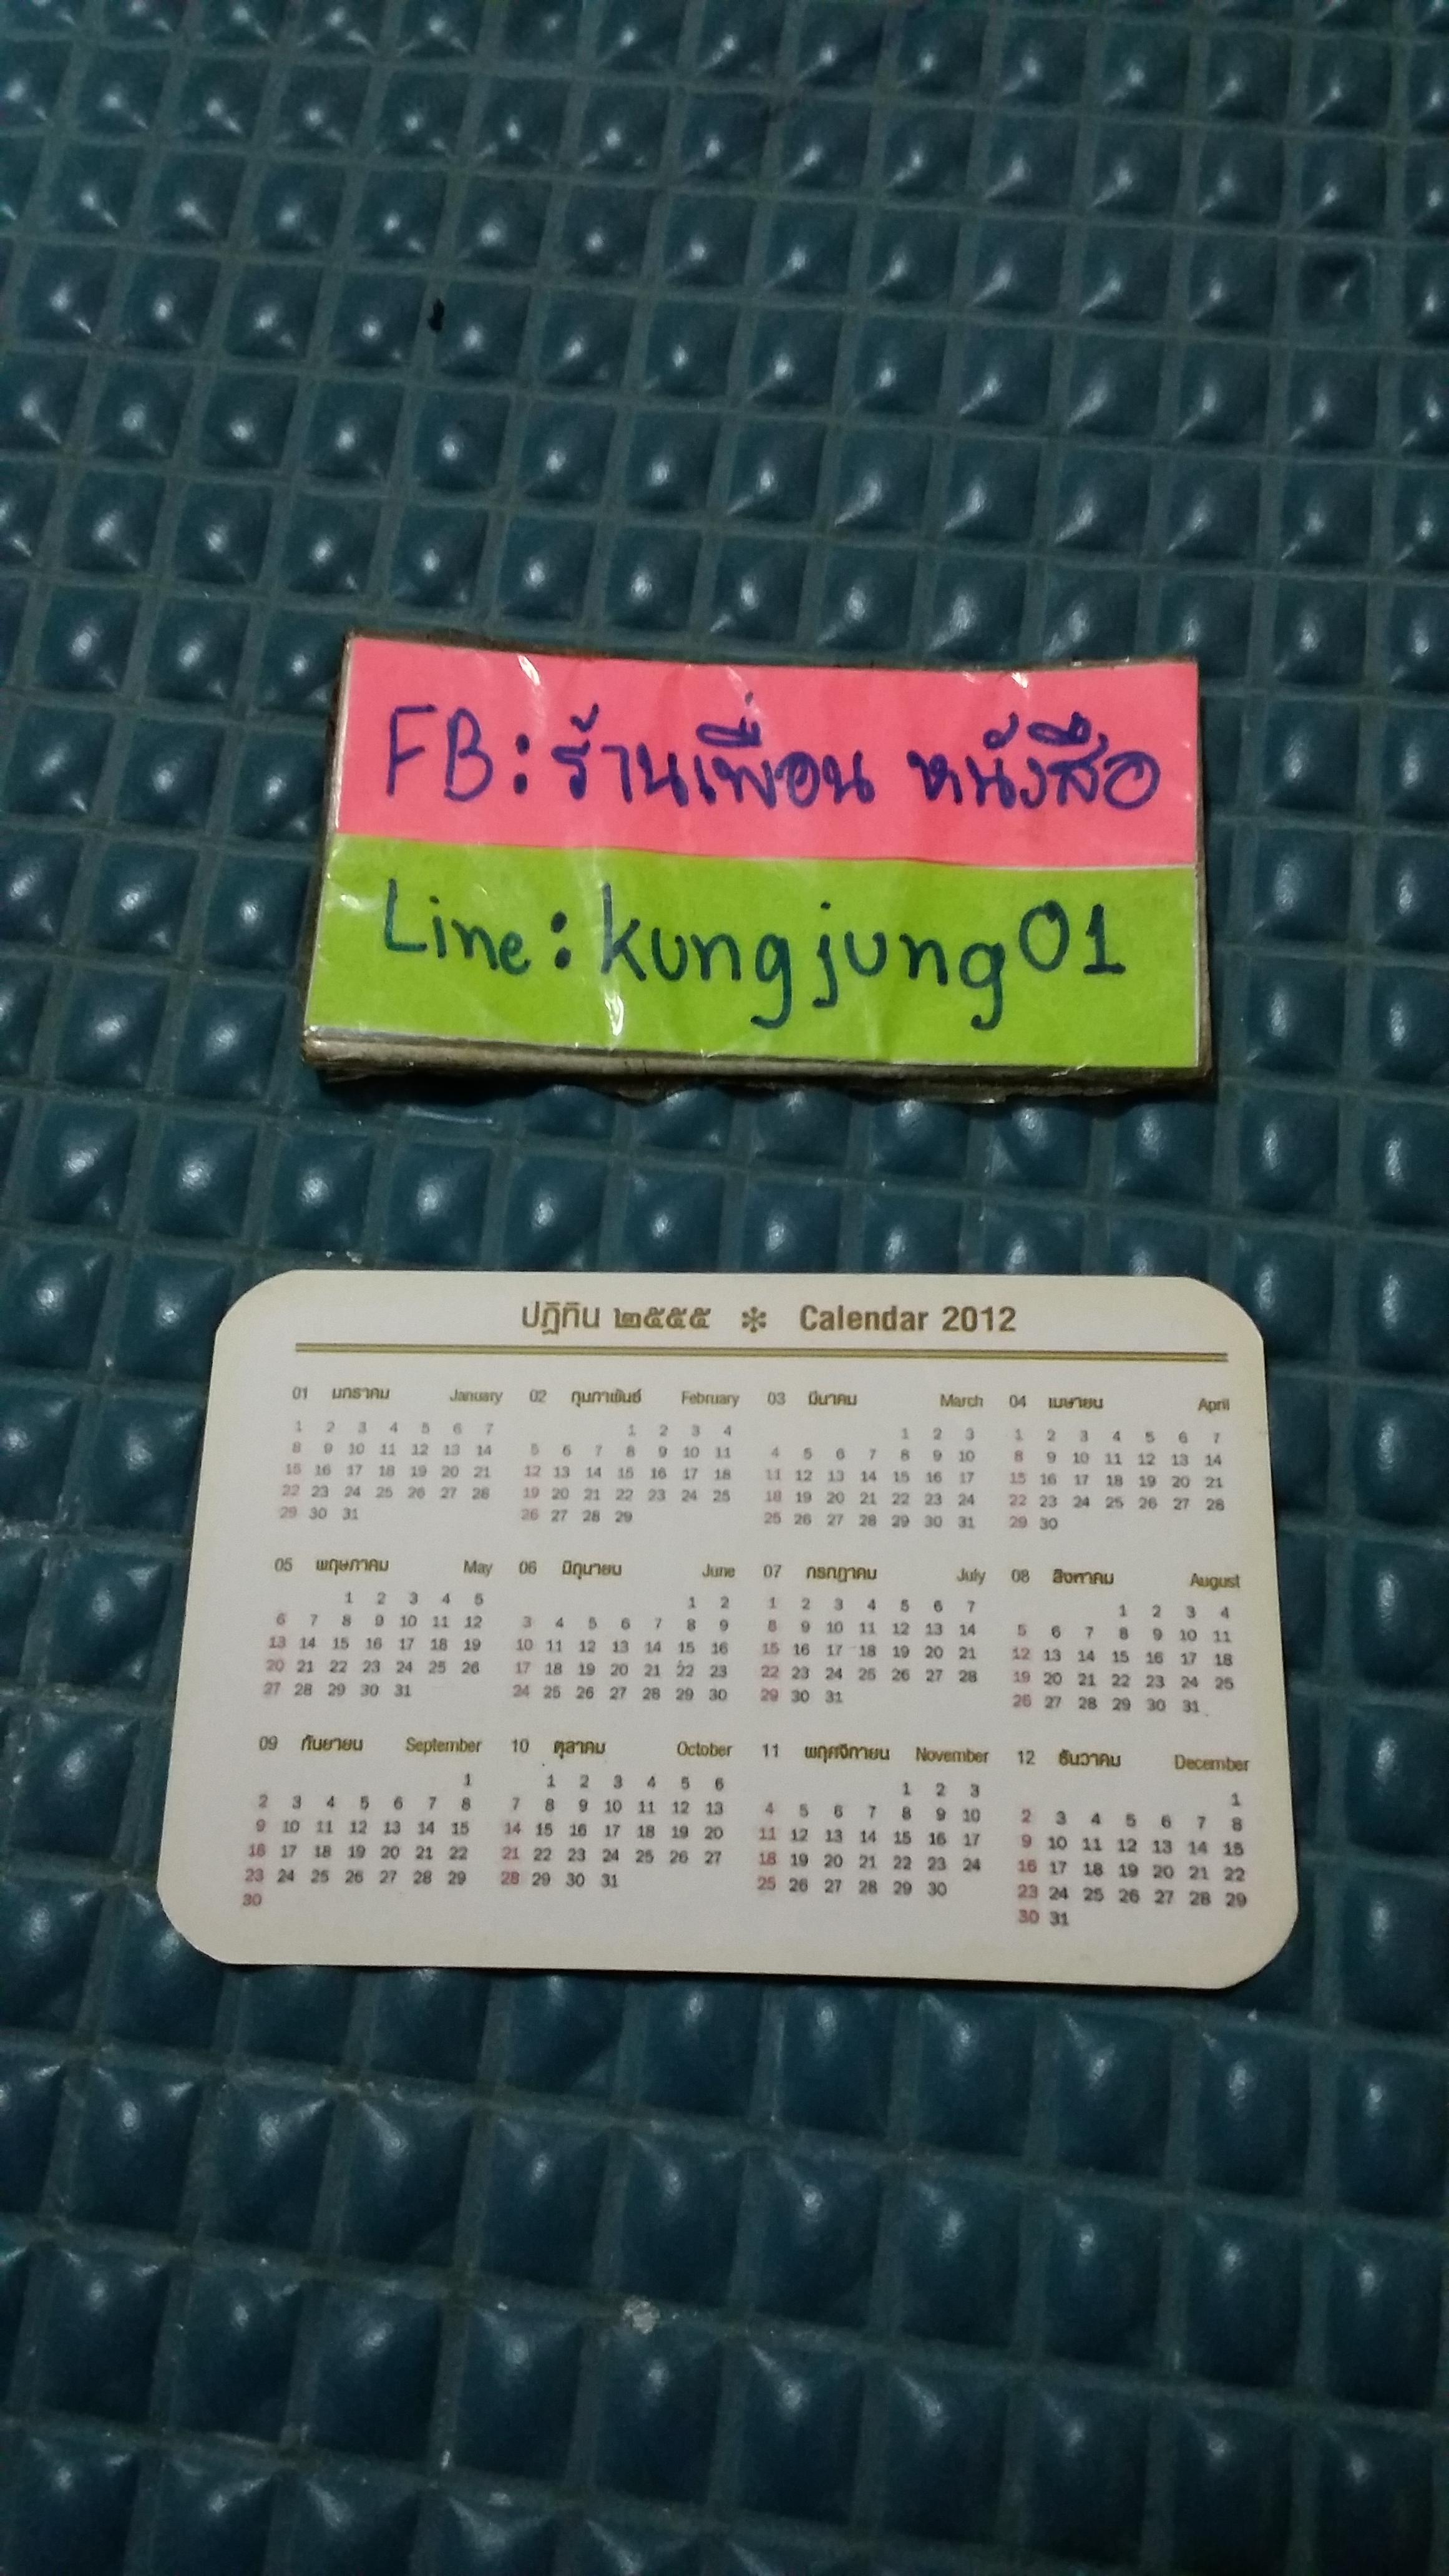 FB: ร้านเพื่อน หนังสือ
Line: kungjung01
ปฏิทิน ๒๕๕๕ ✻ Calendar 2012
01 มกราคม January 02 กุมภาพันธ์ February 03 มีนาคม March 04 เมษายน April
1 2 3 4 5 6 7 1 2 3 4 1 2 3 1 2 3 4 5 6 7
8 9 10 11 12 13 14 5 6 7 8 9 10 11 4 5 6 7 8 9 10 8 9 10 11 12 13 14
15 16 17 18 19 20 21 12 13 14 15 16 17 18 11 12 13 14 15 16 17 15 16 17 18 19 20 21
22 23 24 25 26 27 28 19 20 21 22 23 24 25 18 19 20 21 22 23 24 22 23 24 25 26 27 28
29 30 31 26 27 28 29 25 26 27 28 29 30 31 29 30
05 พฤษภาคม May 06 มิถุนายน June 07 กรกฎาคม July 08 สิงหาคม August
1 2 3 4 5 1 2 1 2 3 4 5 6 7 1 2 3 4
6 7 8 9 10 11 12 3 4 5 6 7 8 9 8 9 10 11 12 13 14 5 6 7 8 9 10 11
13 14 15 16 17 18 19 10 11 12 13 14 15 16 15 16 17 18 19 20 21 12 13 14 15 16 17 18
20 21 22 23 24 25 26 17 18 19 20 21 22 23 22 23 24 25 26 27 28 19 20 21 22 23 24 25
27 28 29 30 31 24 25 26 27 28 29 30 29 30 31 26 27 28 29 30 31
09 กันยายน September 10 ตุลาคม October 11 พฤศจิกายน November 12 ธันวาคม December
1 1 2 3 4 5 6 1 2 3 1
2 3 4 5 6 7 8 7 8 9 10 11 12 13 4 5 6 7 8 9 10 2 3 4 5 6 7 8
9 10 11 12 13 14 15 14 15 16 17 18 19 20 11 12 13 14 15 16 17 9 10 11 12 13 14 15
16 17 18 19 20 21 22 21 22 23 24 25 26 27 18 19 20 21 22 23 24 16 17 18 19 20 21 22
23 24 25 26 27 28 29 28 29 30 31 25 26 27 28 29 30 23 24 25 26 27 28 29
30 30 31